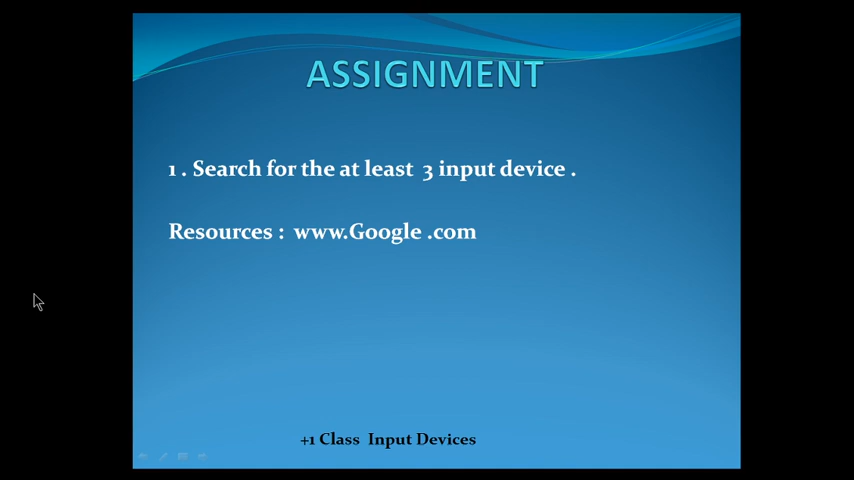 ASSIGNMENT
1 . Search for the at least 3 input device .
Resources : www.Google .com
+1 Class Input Devices